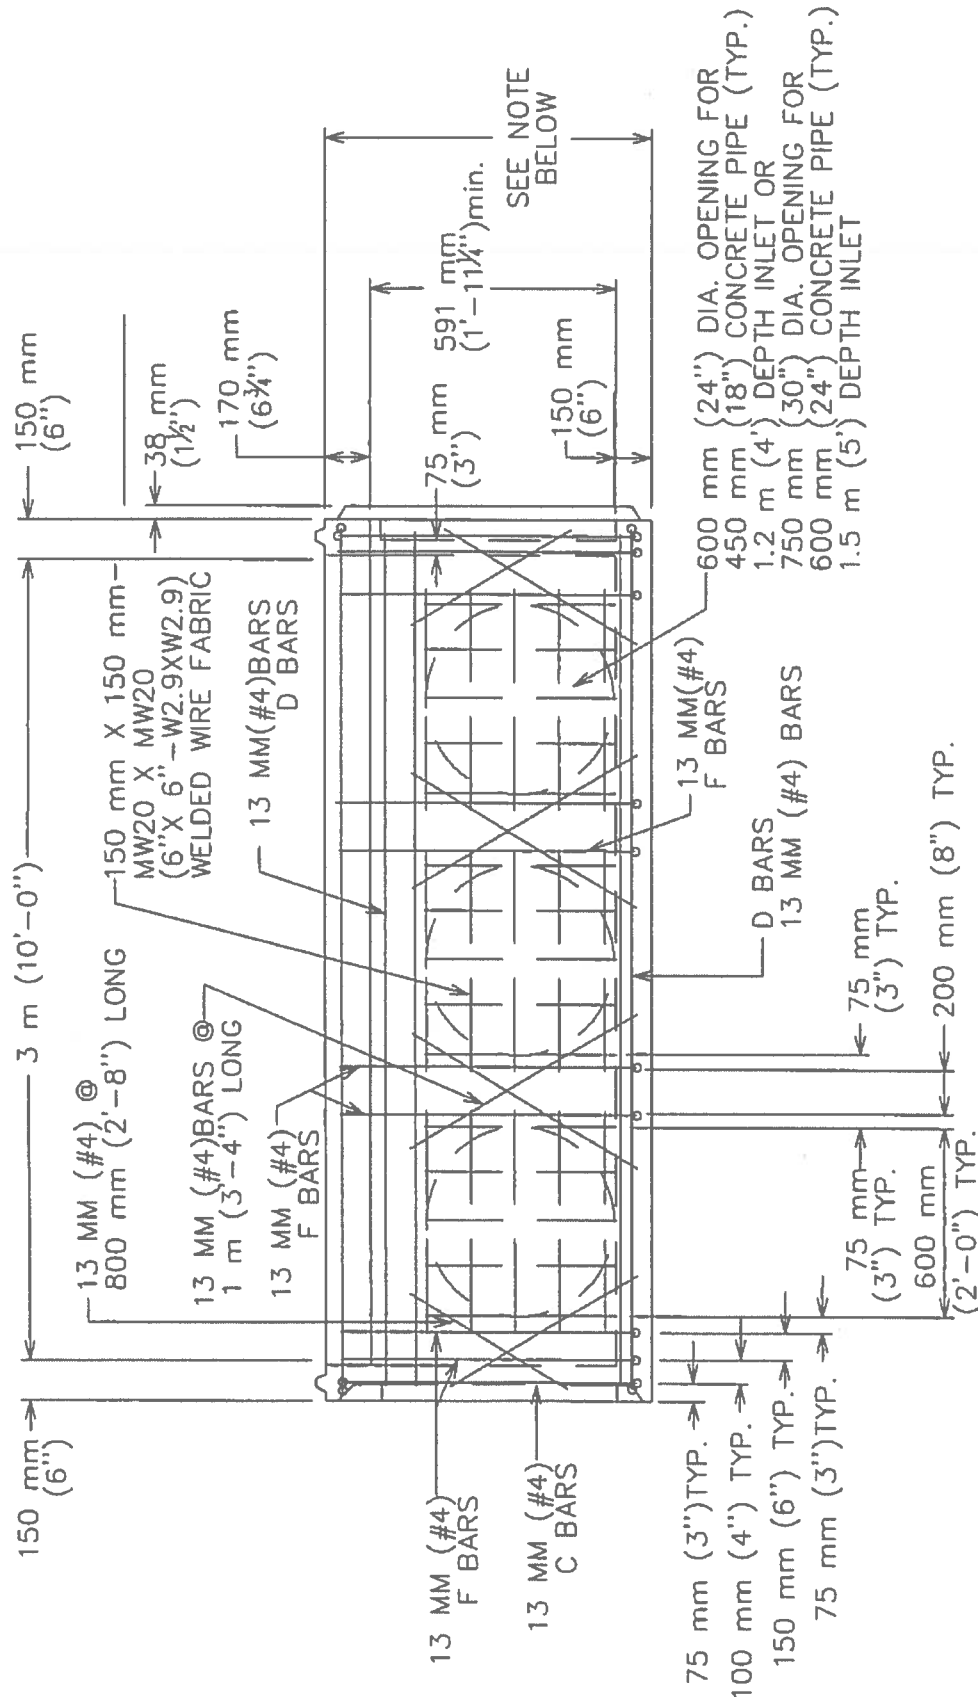 150 mm
(6")
3 m (10'-0")
150 mm
(6")
38 mm
(1½")
170 mm
(6¾")
13 MM (#4) @
800 mm (2'-8") LONG
150 mm X 150 mm-
MW20 X MW20
(6"X 6"-W2.9XW2.9)
WELDED WIRE FABRIC
13 MM (#4)BARS @
1 m (3'-4") LONG
13 MM (#4)
F BARS
13 MM(#4)BARS
D BARS
75 mm
(3")
591 mm
(1'-11¼")min.
150 mm
(6")
SEE NOTE
BELOW
13 MM (#4)
F BARS
13 MM (#4)
C BARS
13 MM(#4)
F BARS
D BARS
13 MM (#4) BARS
600 mm (24") DIA. OPENING FOR
450 mm (18") CONCRETE PIPE (TYP.)
1.2 m (4') DEPTH INLET OR
750 mm (30") DIA. OPENING FOR
600 mm (24") CONCRETE PIPE (TYP.)
1.5 m (5') DEPTH INLET
75 mm (3")TYP.
100 mm (4") TYP.
150 mm (6") TYP.
75 mm (3")TYP.
75 mm
(3") TYP.
600 mm
(2'-0") TYP.
75 mm
(3") TYP.
200 mm (8") TYP.